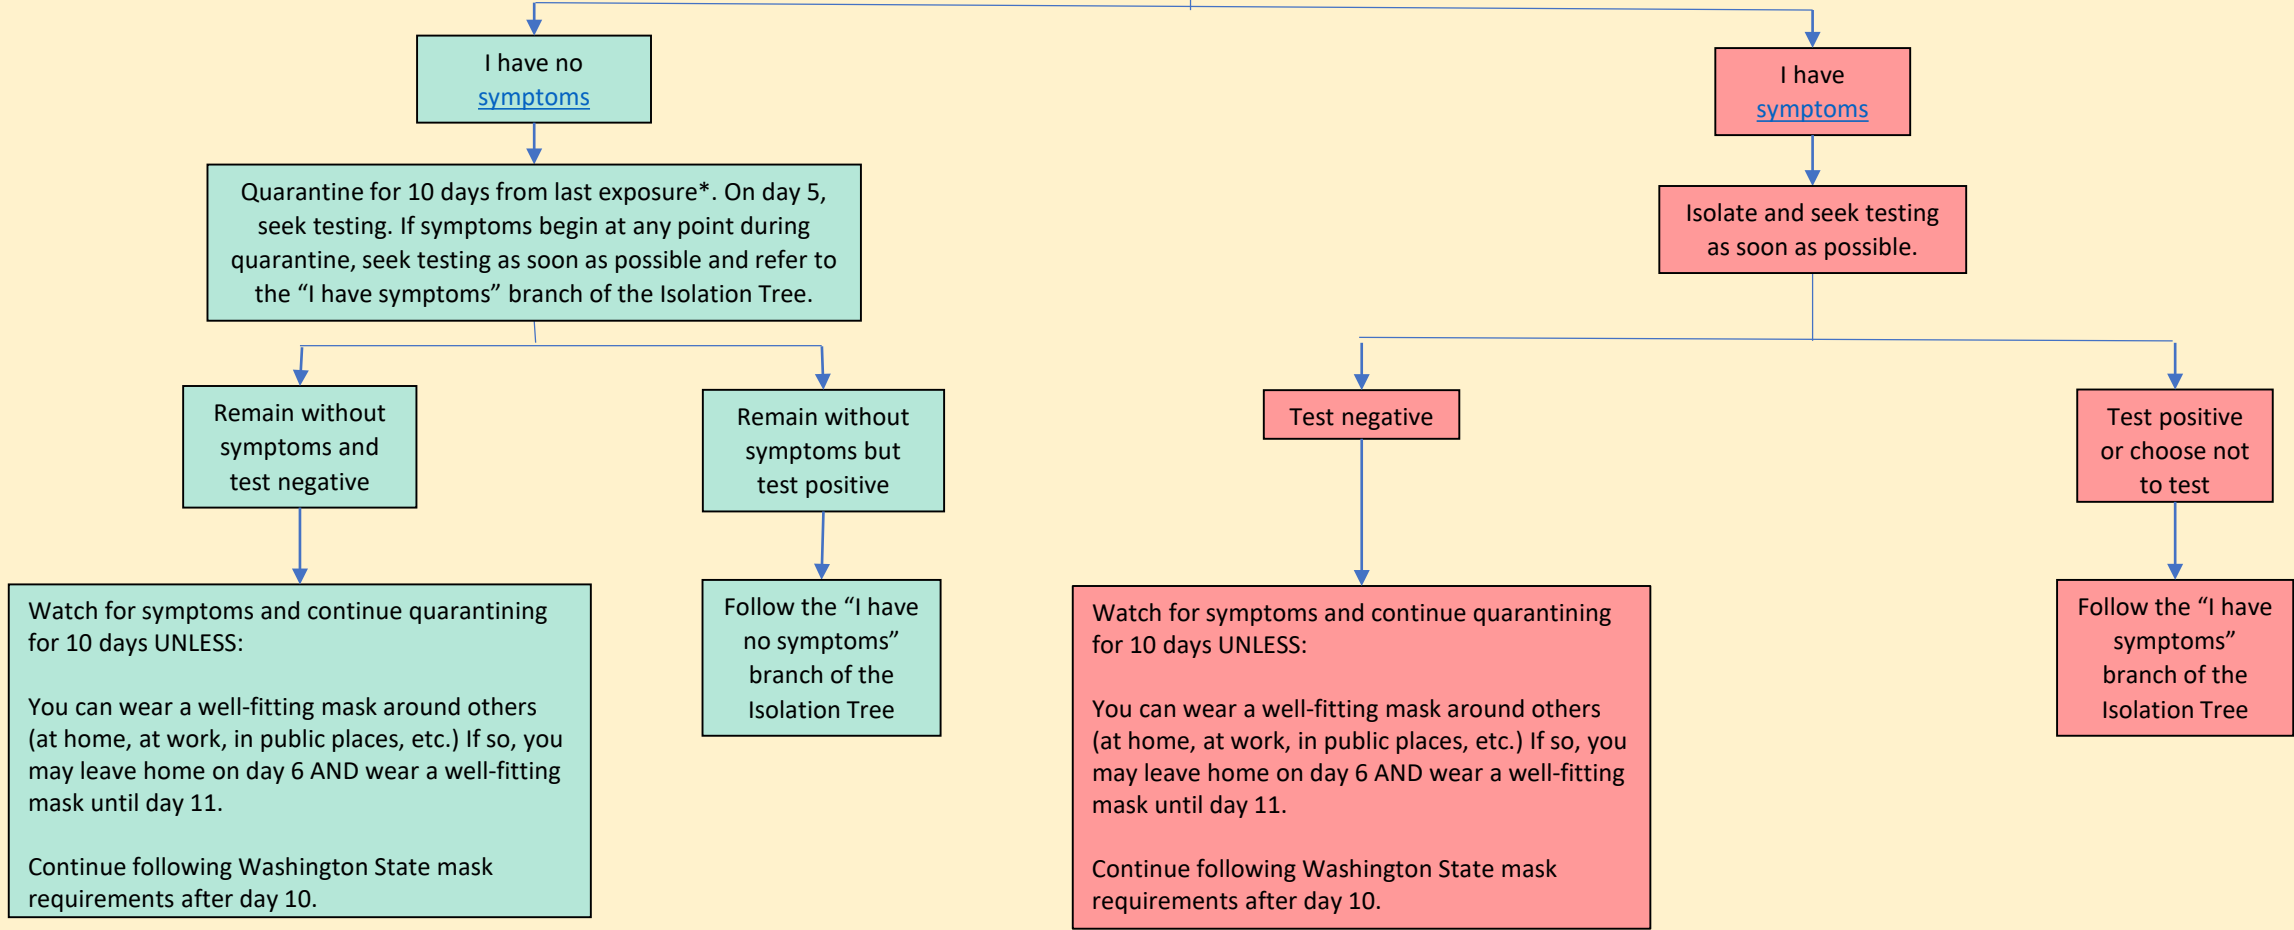 I have no
symptoms
I have
symptoms
Quarantine for 10 days from last exposure*. On day 5,
seek testing. If symptoms begin at any point during
quarantine, seek testing as soon as possible and refer to
the “I have symptoms” branch of the Isolation Tree.
Isolate and seek testing
as soon as possible.
Remain without
symptoms and
test negative
Remain without
symptoms but
test positive
Test negative
Test positive
or choose not
to test
Watch for symptoms and continue quarantining
for 10 days UNLESS:
You can wear a well-fitting mask around others
(at home, at work, in public places, etc.) If so, you
may leave home on day 6 AND wear a well-fitting
mask until day 11.
Continue following Washington State mask
requirements after day 10.
Follow the “I have
no symptoms”
branch of the
Isolation Tree
Watch for symptoms and continue quarantining
for 10 days UNLESS:
You can wear a well-fitting mask around others
(at home, at work, in public places, etc.) If so, you
may leave home on day 6 AND wear a well-fitting
mask until day 11.
Continue following Washington State mask
requirements after day 10.
Follow the “I have
symptoms”
branch of the
Isolation Tree